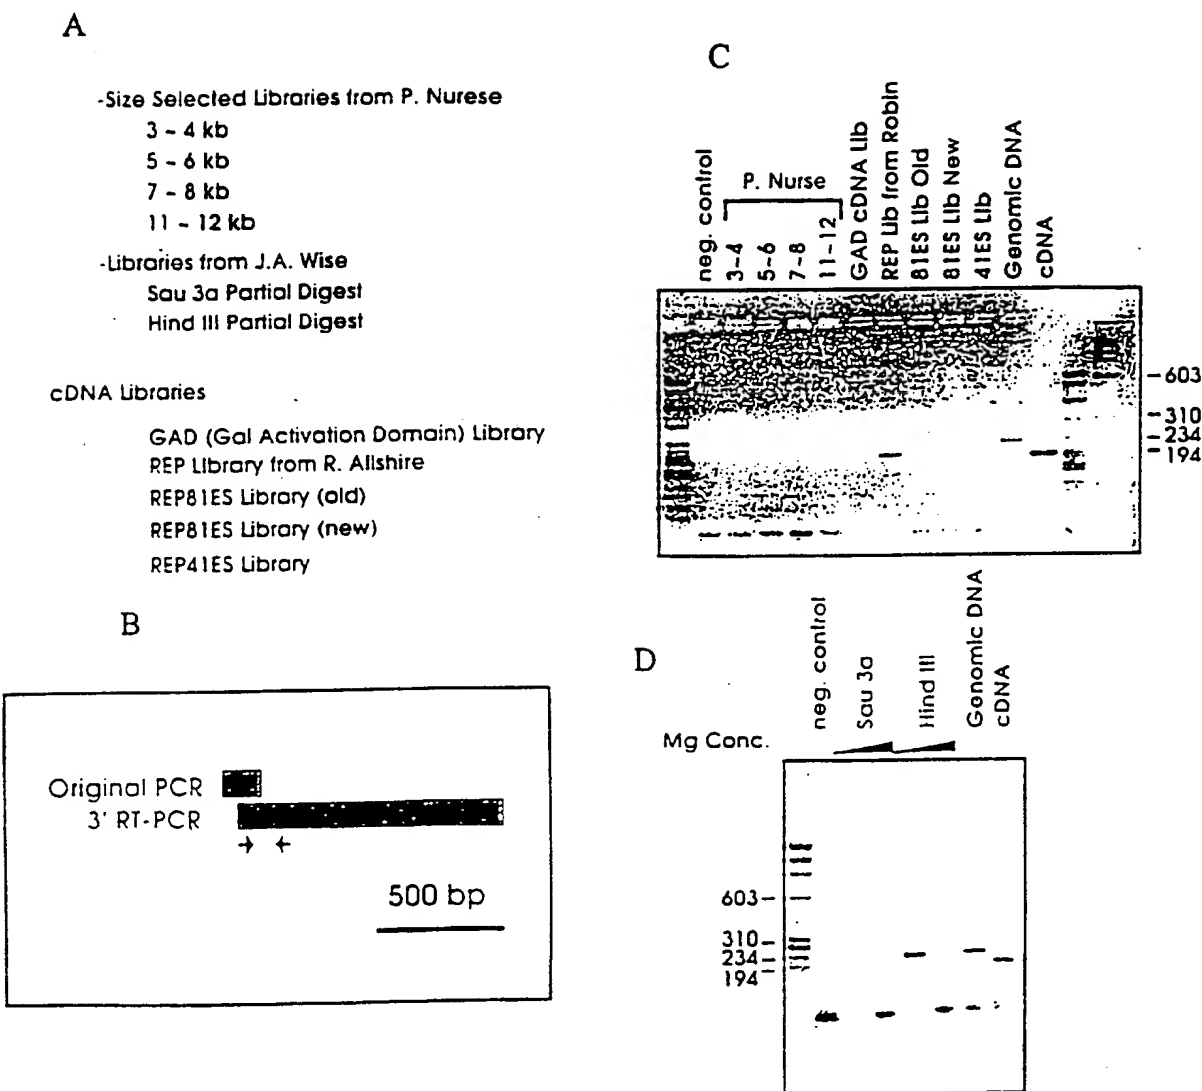 A
-Size Selected Libraries from P. Nurese
3 - 4 kb
5 - 6 kb
7 - 8 kb
11 - 12 kb
-Libraries from J.A. Wise
Sau 3a Partial Digest
Hind III Partial Digest
cDNA Libraries
GAD (Gal Activation Domain) Library
REP Library from R. Allshire
REP81ES Library (old)
REP81ES Library (new)
REP41ES Library
B
Original PCR
3' RT-PCR
500 bp
C
neg. control
P. Nurse
3-4
5-6
7-8
11-12
GAD cDNA Lib
REP Lib from Robin
81ES Lib Old
81ES Lib New
41ES Lib
Genomic DNA
cDNA
603
310
234
194
D
neg. control
Sau 3a
Hind III
Genomic DNA
cDNA
Mg Conc.
603
310
234
194